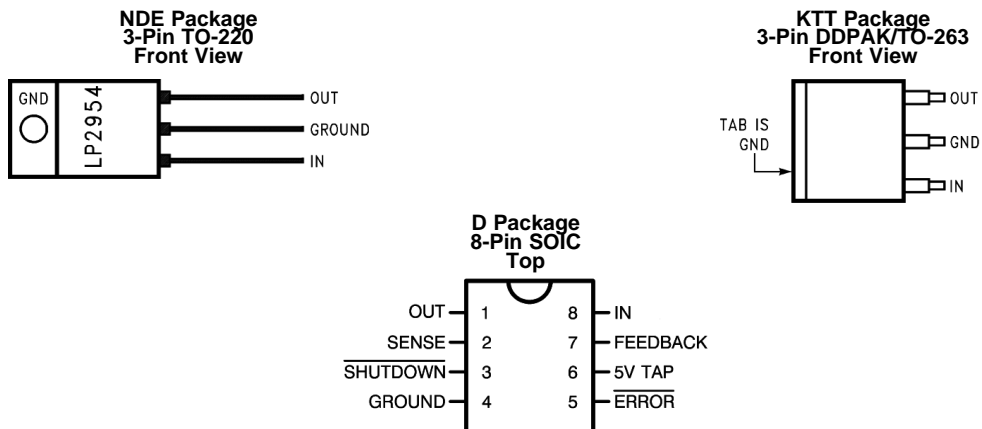 NDE Package
3-Pin TO-220
Front View
GND
LP2954
OUT
GROUND
IN
KTT Package
3-Pin DDPAK/TO-263
Front View
TAB IS
GND
OUT
GND
IN
D Package
8-Pin SOIC
Top
OUT 1 8 IN
SENSE 2 7 FEEDBACK
SHUTDOWN 3 6 5V TAP
GROUND 4 5 ERROR